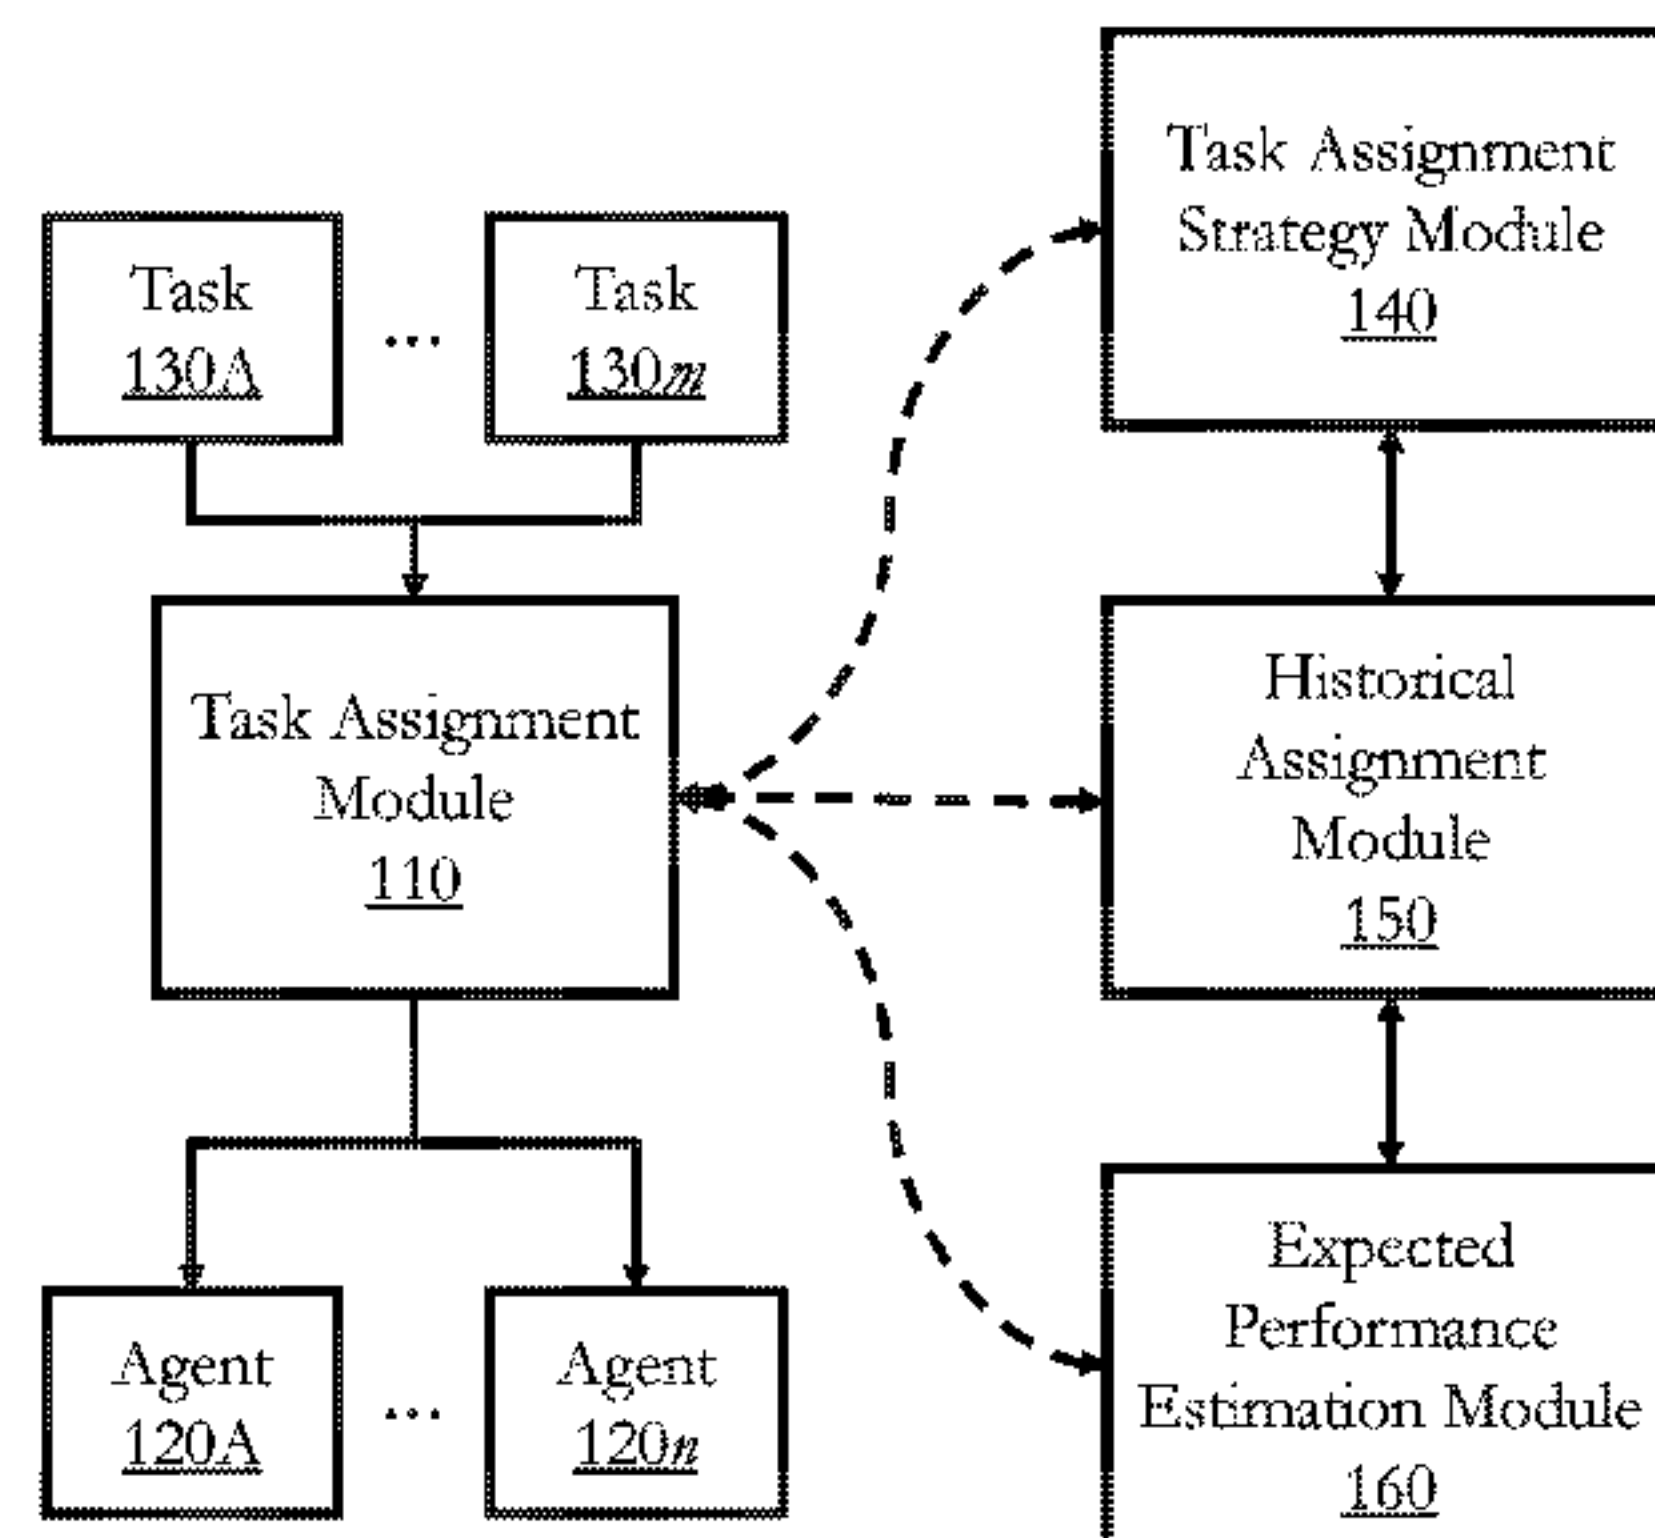 Task
130A
...
Task
130m
Task Assignment
Module
110
Agent
120A
...
Agent
120n
Task Assignment
Strategy Module
140
Historical
Assignment
Module
150
Expected
Performance
Estimation Module
160